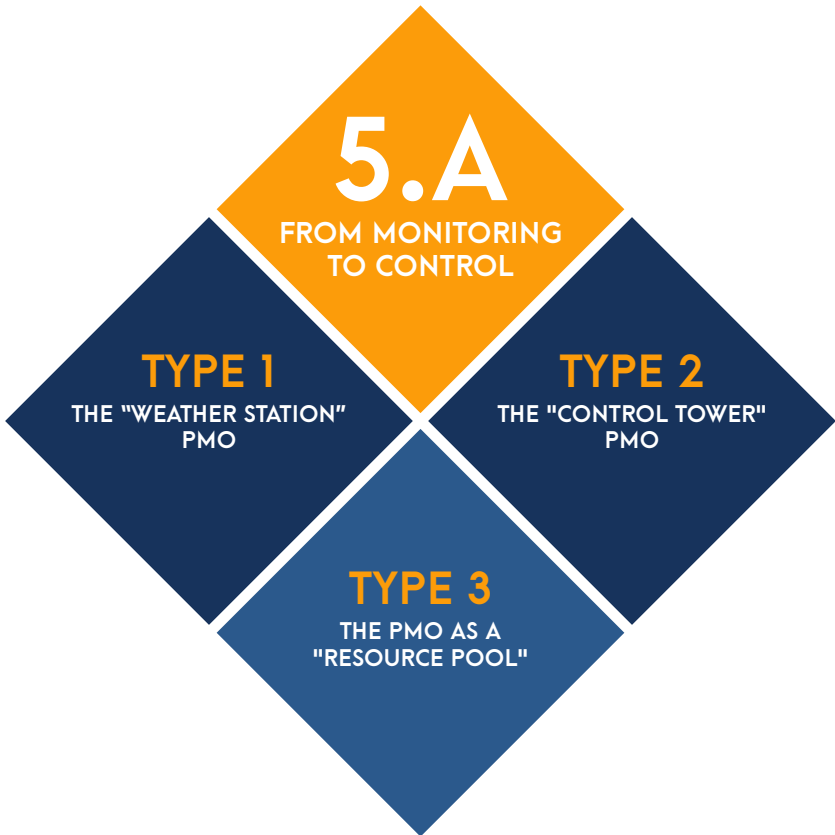 5.A
FROM MONITORING
TO CONTROL
TYPE 1
THE “WEATHER STATION”
PMO
TYPE 2
THE "CONTROL TOWER"
PMO
TYPE 3
THE PMO AS A
"RESOURCE POOL"